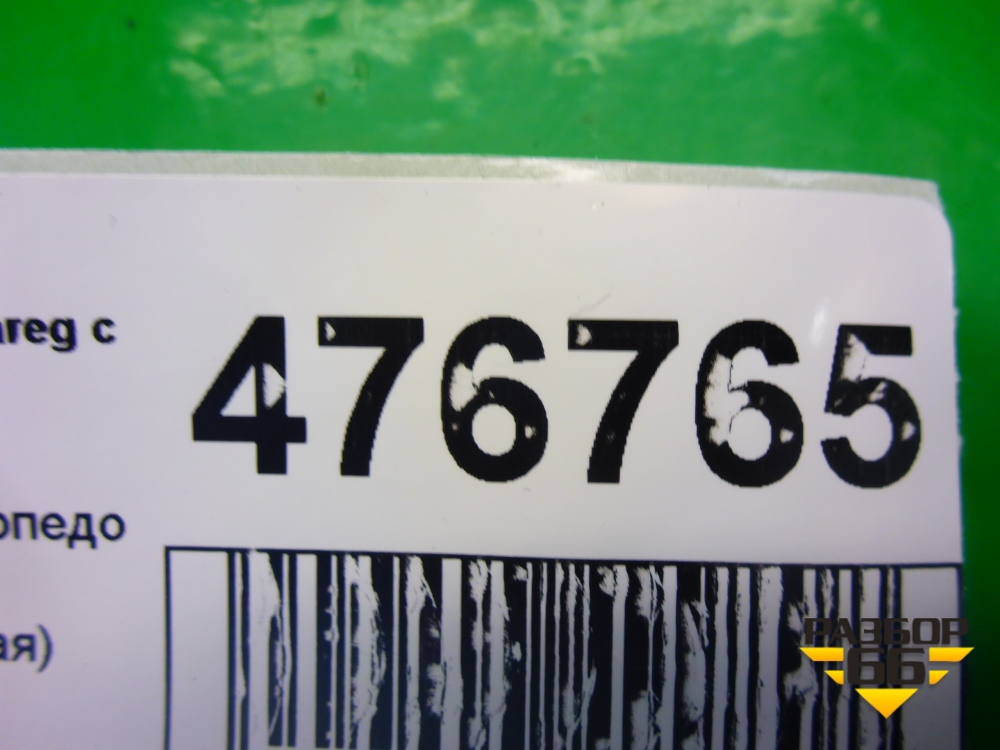 areg с
476765
опедо
ая)
РАЗБОР
66